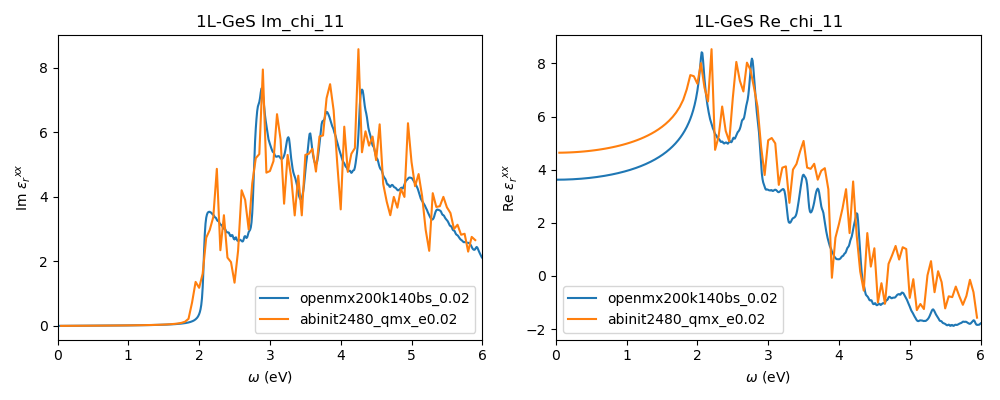 1L-GeS Im_chi_11
Im εᵣˣˣ
8
6
4
2
0
0 1 2 3 4 5 6
ω (eV)
openmx200k140bs_0.02
abinit2480_qmx_e0.02
1L-GeS Re_chi_11
Re εᵣˣˣ
8
6
4
2
0
−2
0 1 2 3 4 5 6
ω (eV)
openmx200k140bs_0.02
abinit2480_qmx_e0.02